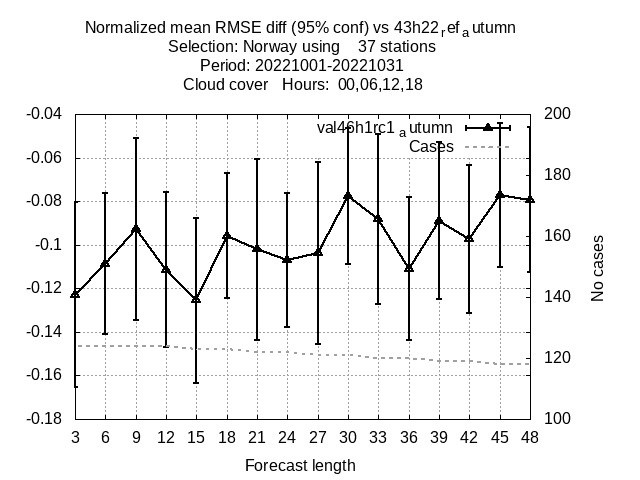 Normalized mean RMSE diff (95% conf) vs 43h22refautumn
Selection: Norway using 37 stations
Period: 20221001-20221031
Cloud cover Hours: 00,06,12,18
-0.04
-0.06
-0.08
-0.1
-0.12
-0.14
-0.16
-0.18
200
180
160
140
120
100
No cases
val46h1rc1autumn
Cases
3 6 9 12 15 18 21 24 27 30 33 36 39 42 45 48
Forecast length